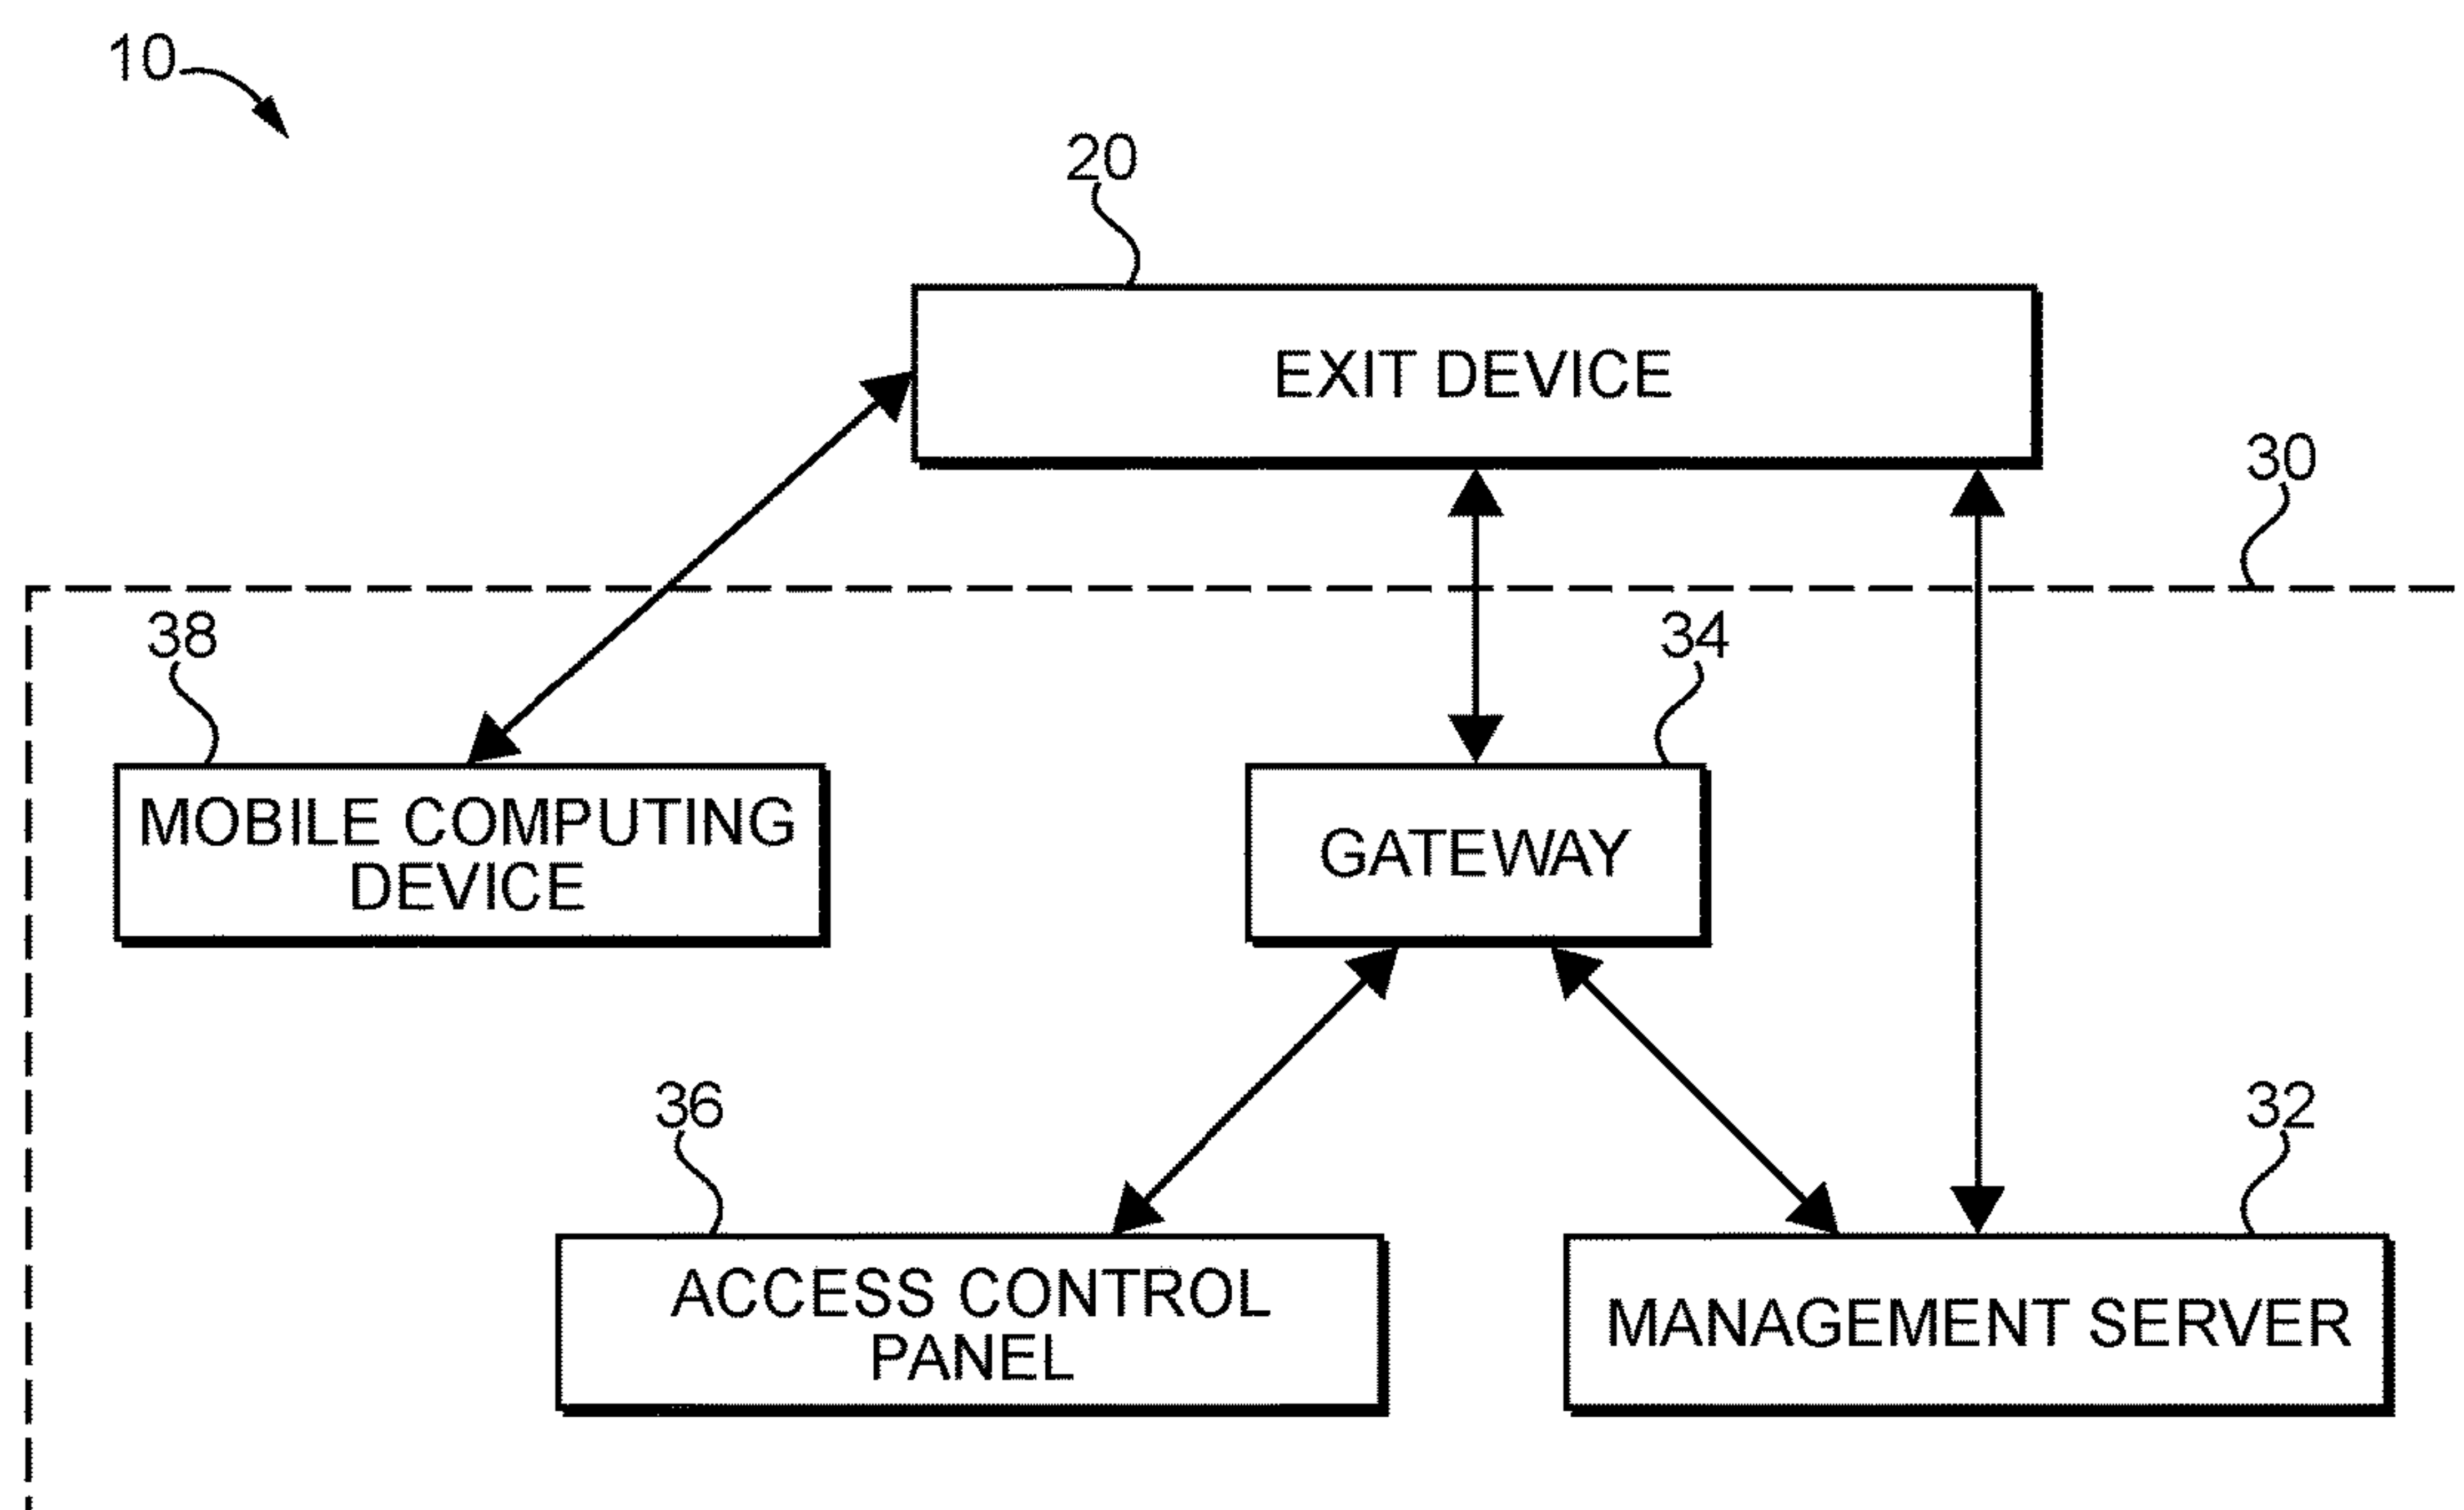 10
20
EXIT DEVICE
30
38
34
MOBILE COMPUTING
DEVICE
GATEWAY
36
32
ACCESS CONTROL
PANEL
MANAGEMENT SERVER